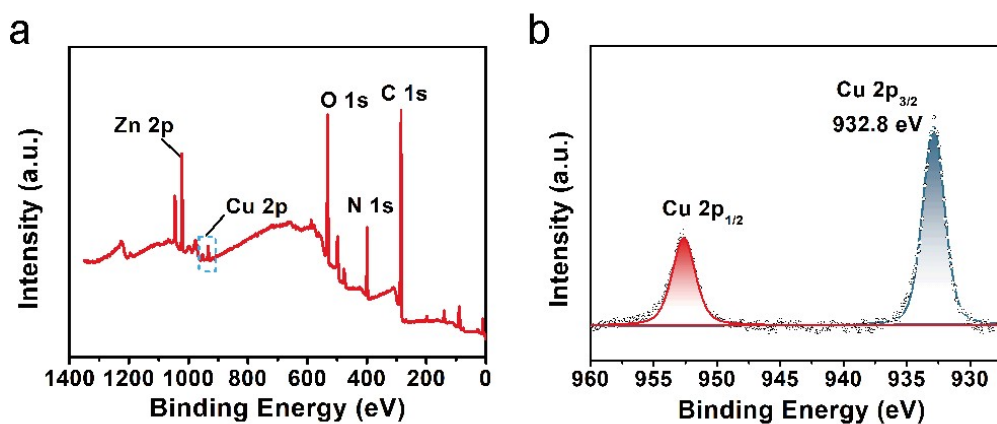 a
Intensity (a.u.)
Zn 2p
Cu 2p
O 1s
C 1s
N 1s
1400 1200 1000 800 600 400 200 0
Binding Energy (eV)
b
Intensity (a.u.)
Cu 2p1/2
Cu 2p3/2
932.8 eV
960 955 950 945 940 935 930
Binding Energy (eV)